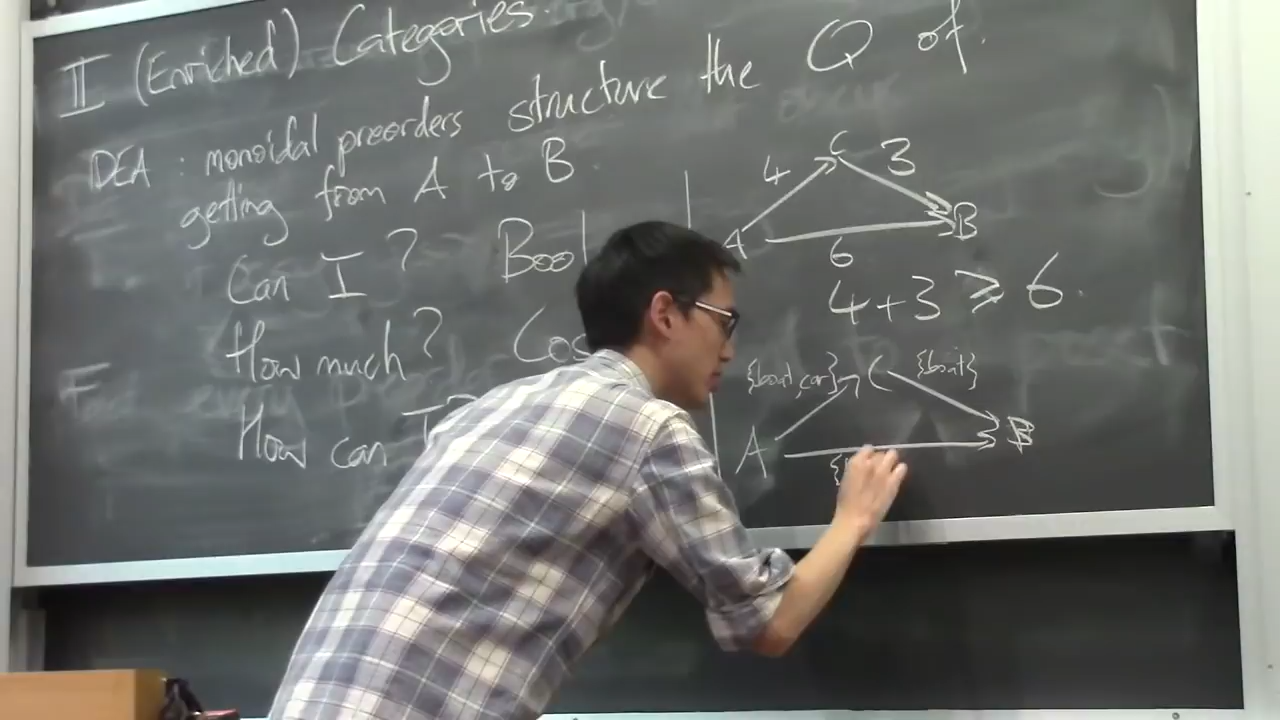 II (Enriched) Categories.
IDEA : monoidal preorders structure the Q of
getting from A to B.
Can I ? Bool
How much? Cos
How can I?
4 C 3
A B
6
4+3 ≥ 6.
{boat,car} C {boat}
A B
{